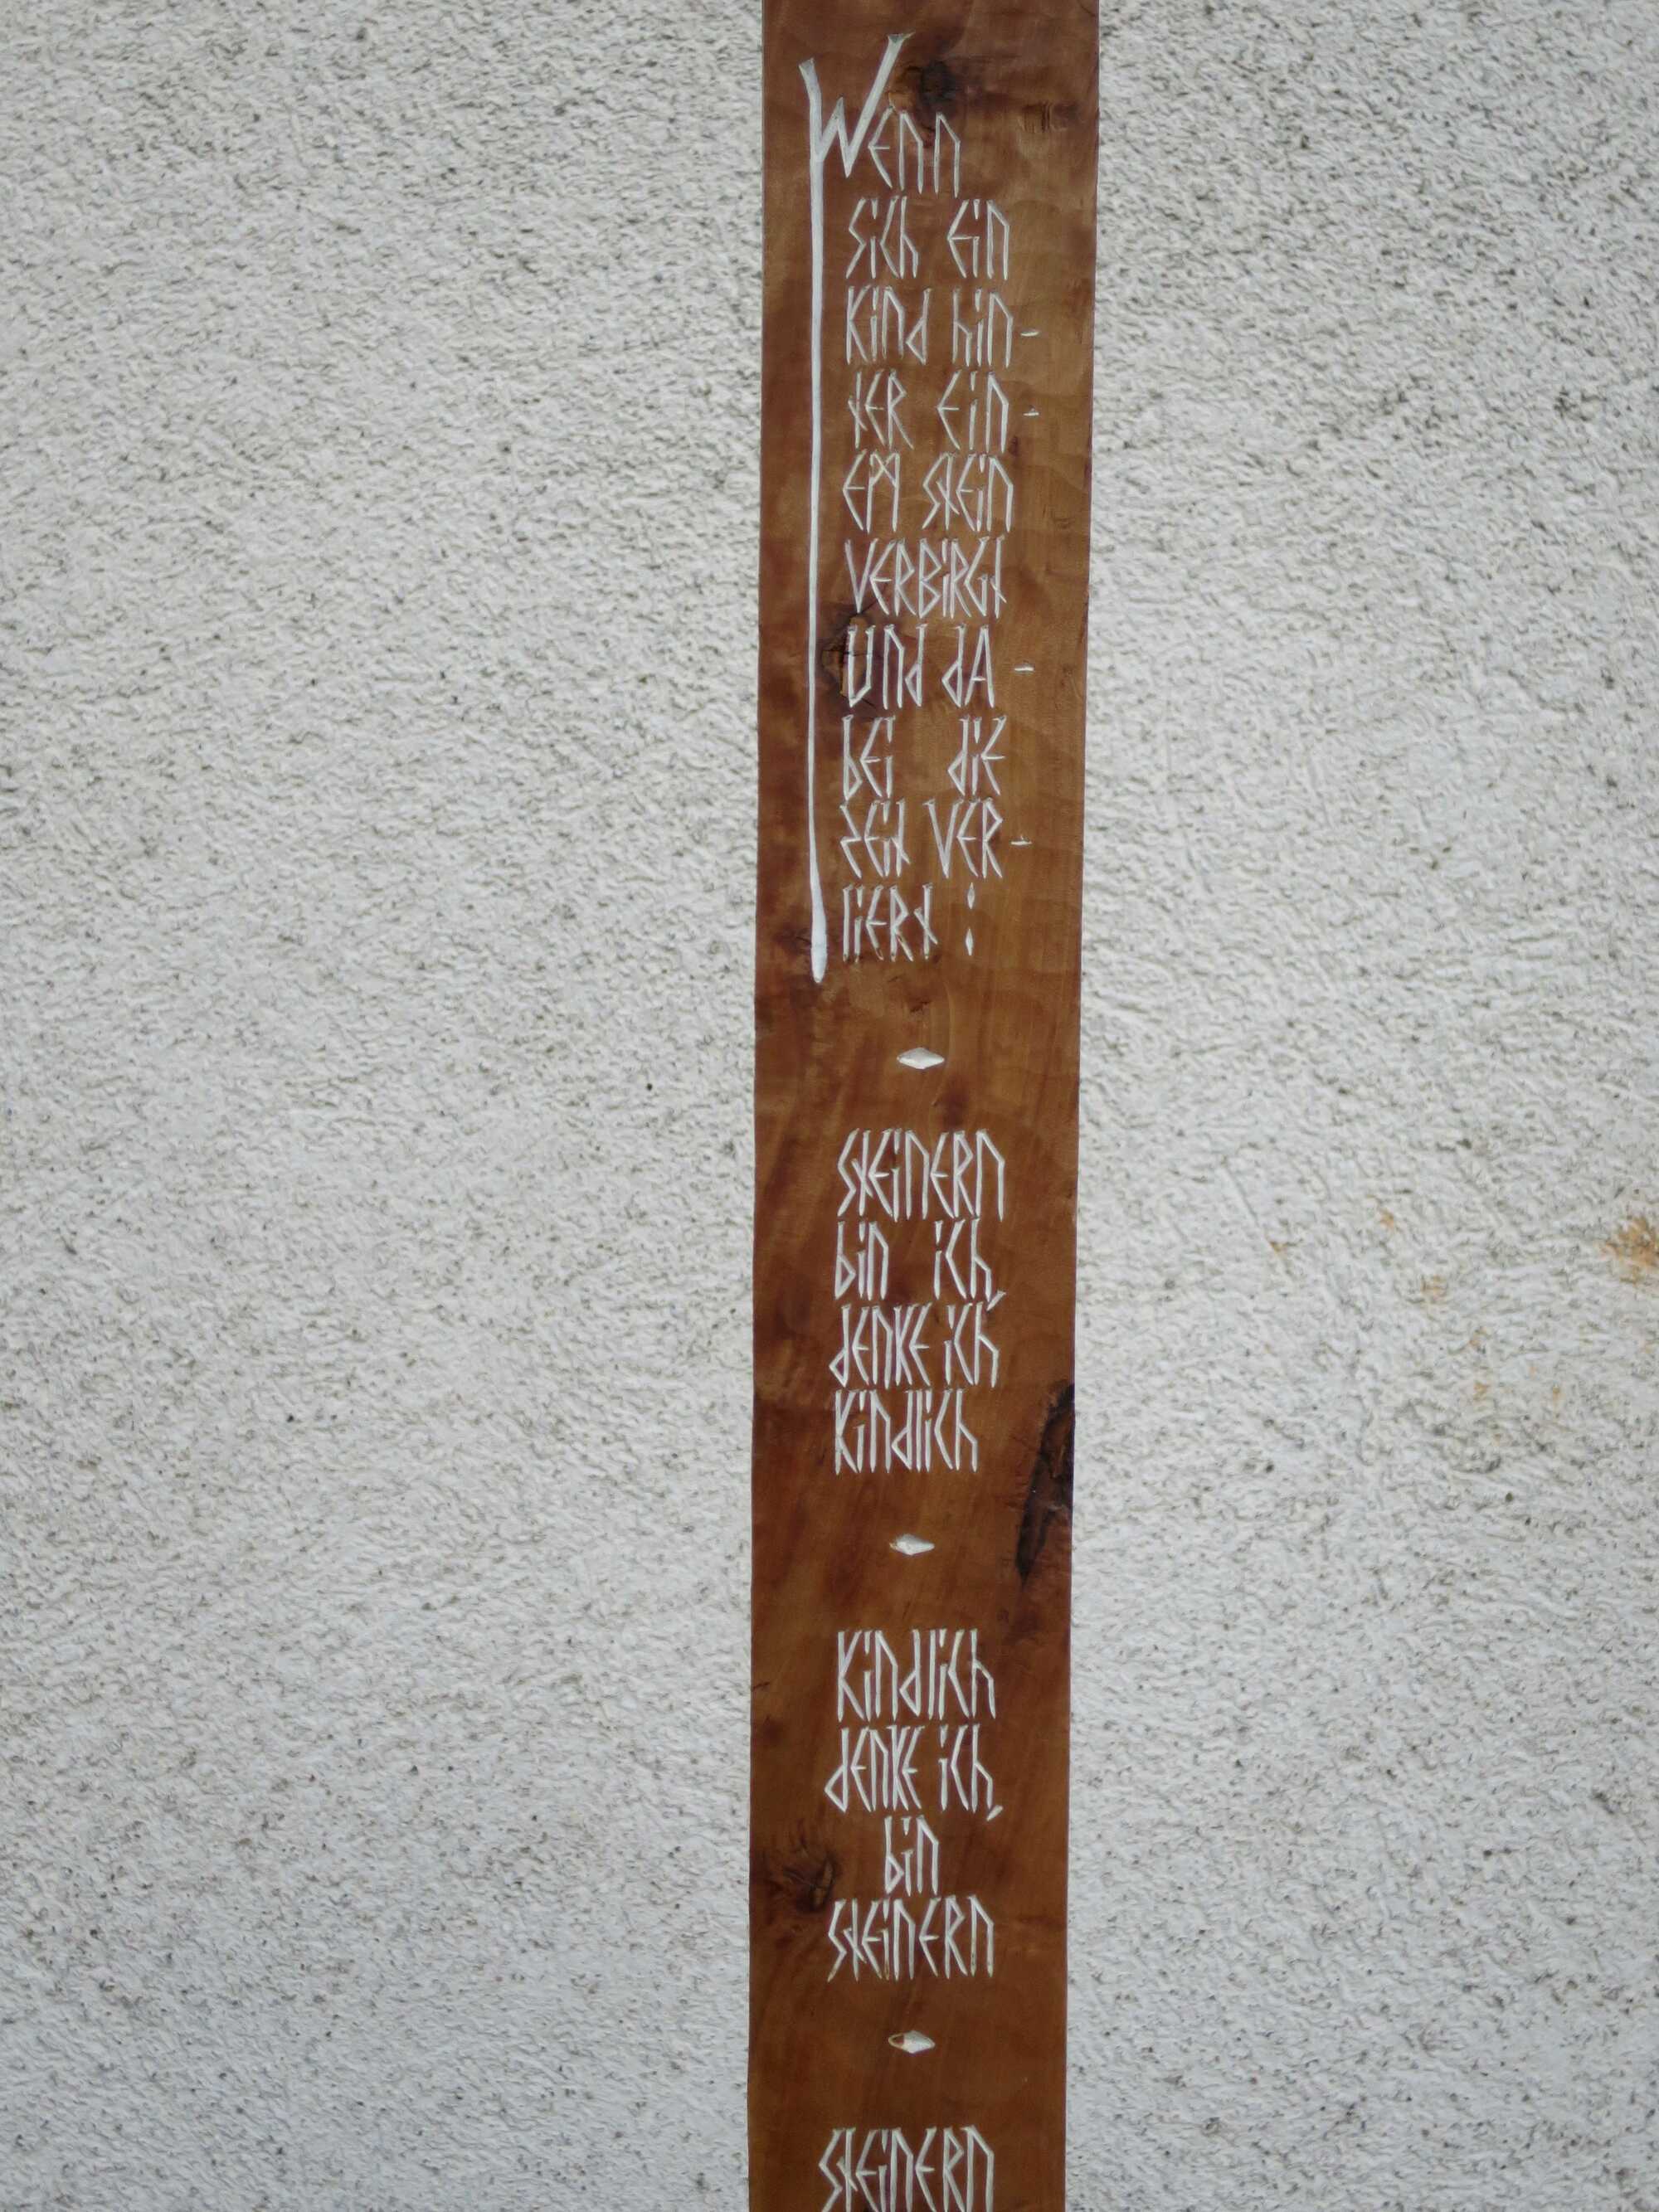 Wenn
sich ein
Kind hin-
ter ein-
em Stein
verbirgt
und da-
bei die
Zeit ver-
liert :
steinern
bin ich,
denke ich
kindlich
kindlich
denke ich,
bin
steinern
steinern